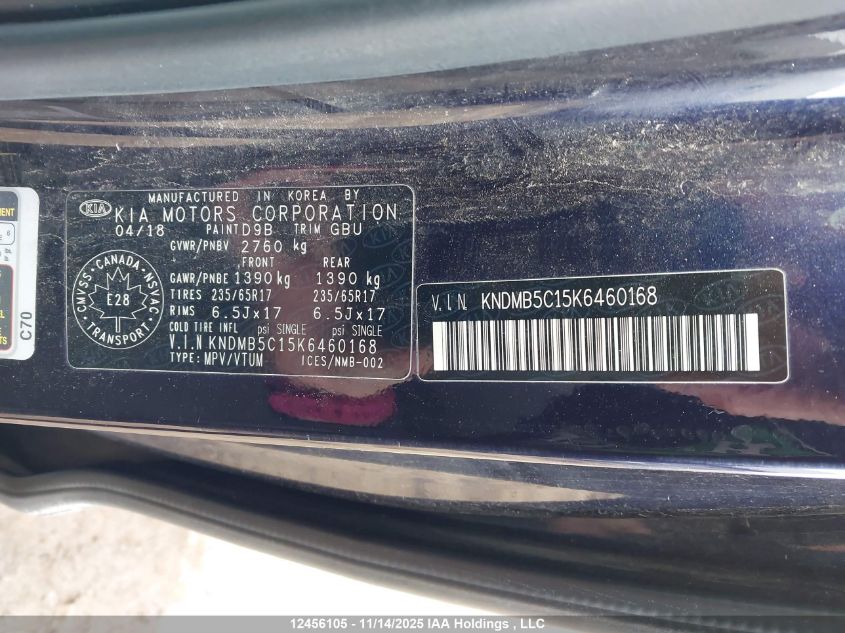 MENT
6
E
lbs.
L
C70
MANUFACTURED IN KOREA BY
KIA KIA MOTORS CORPORATION
04/18 PAINT D9B TRIM GBU
GVWR/PNBV 2760 kg
FRONT REAR
GAWR/PNBE 1390 kg 1390 kg
TIRES 235/65R17 235/65R17
RIMS 6.5Jx17 6.5Jx17
COLD TIRE INFL psi SINGLE psi SINGLE
V.I.N KNDMB5C15K6460168
TYPE: MPV/VTUM ICES/NMB-002
CMVSS · CANADA · NSVAC
E28
TRANSPORT
V.I.N KNDMB5C15K6460168
12456105 - 11/14/2025 IAA Holdings , LLC